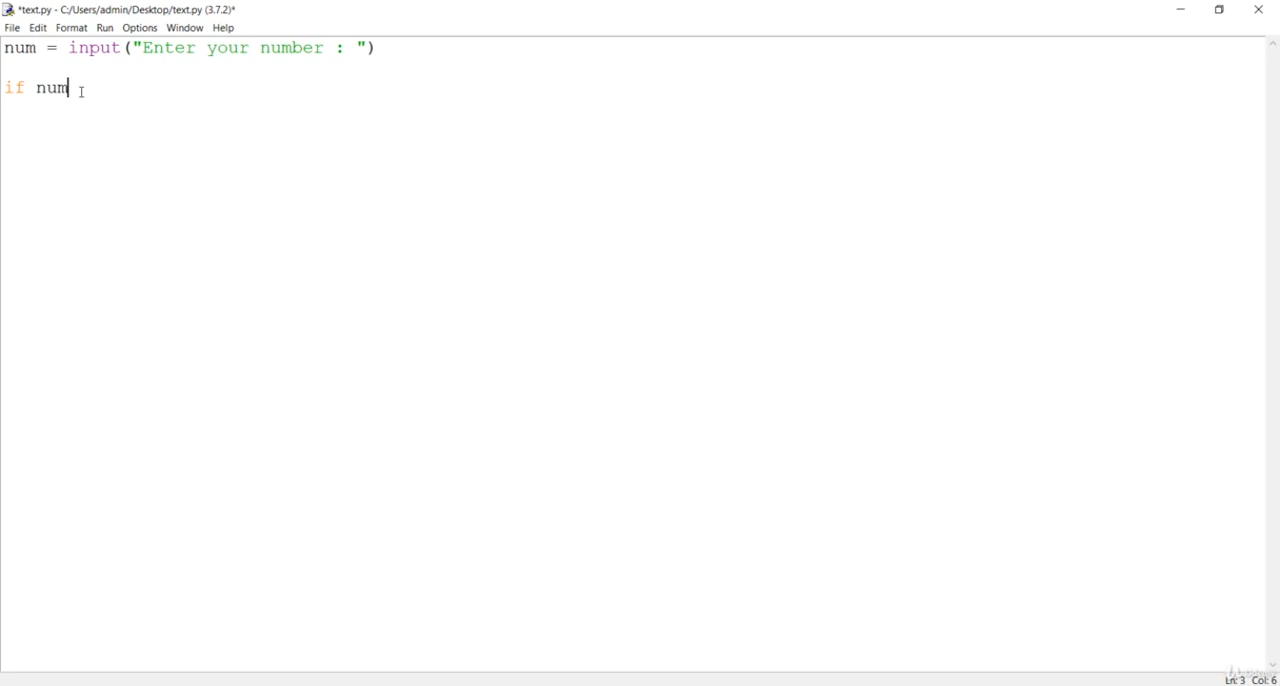 *text.py - C:/Users/admin/Desktop/text.py (3.7.2)*
File Edit Format Run Options Window Help
num = input("Enter your number : ")
if num
Ln: 3 Col: 6